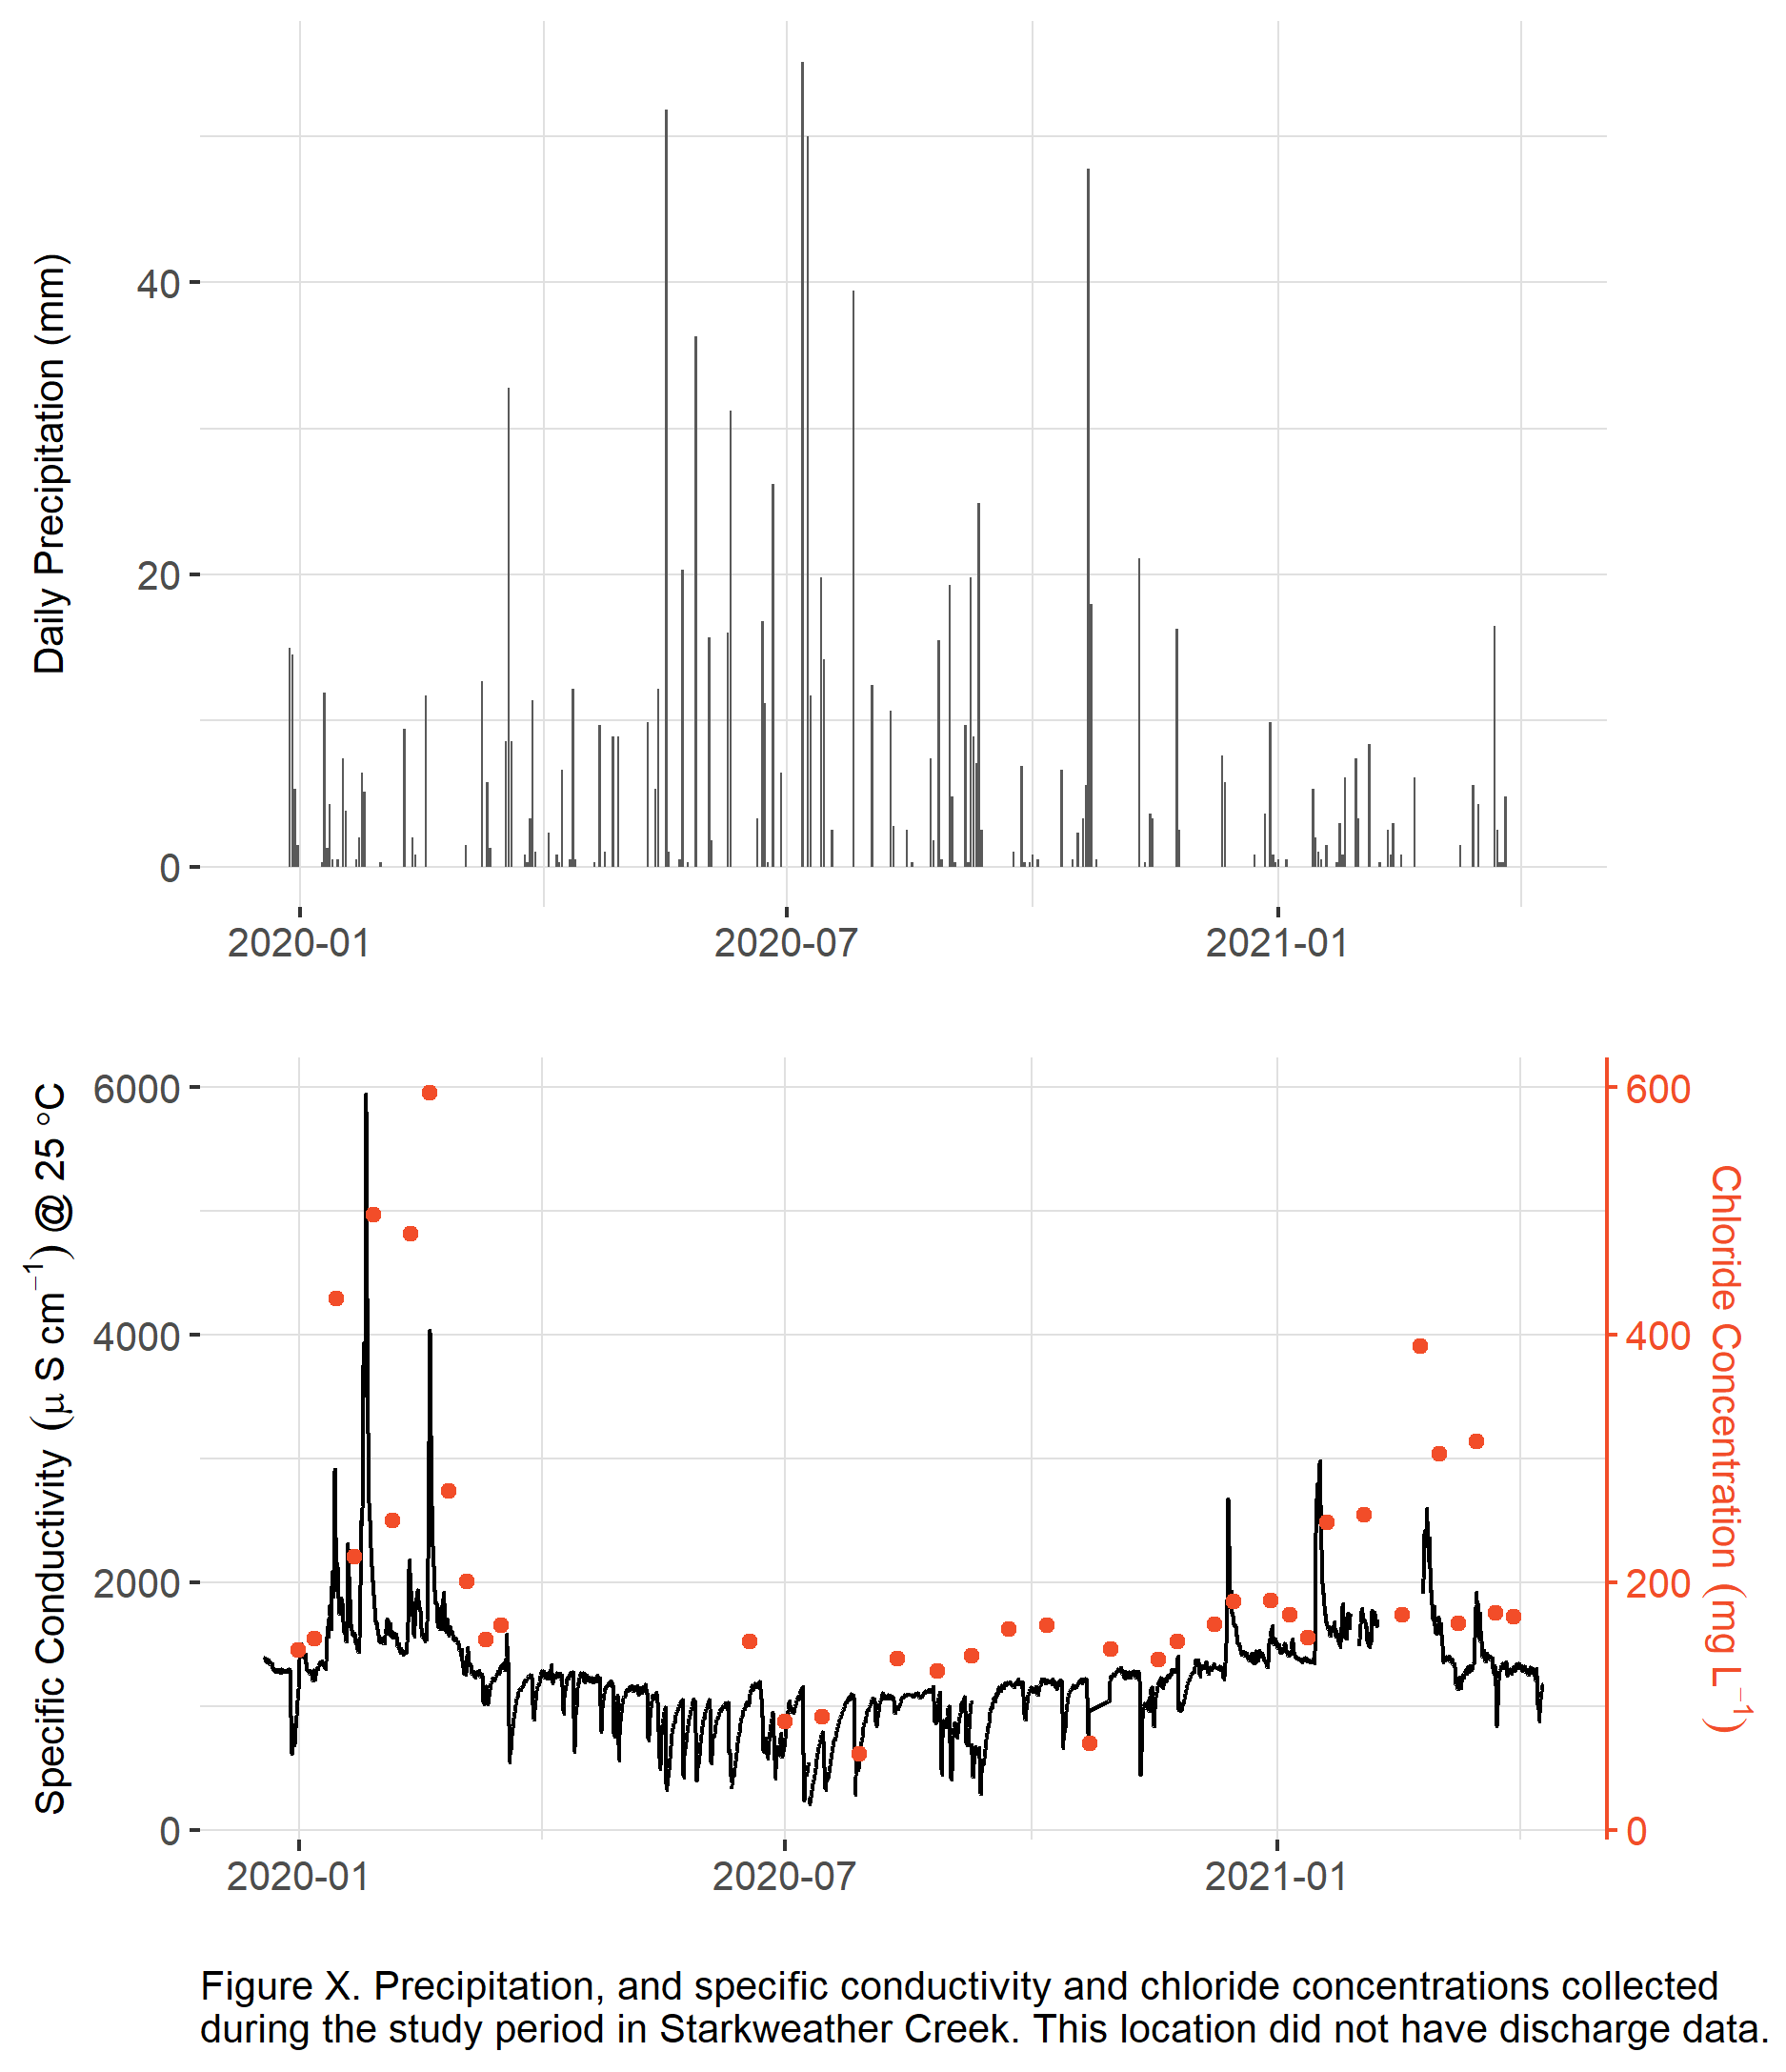 Daily Precipitation (mm)
40
20
0
2020-01 2020-07 2021-01
Specific Conductivity (μ S cm⁻¹) @ 25 °C
6000
4000
2000
0
600
400
200
0
Chloride Concentration (mg L⁻¹)
2020-01 2020-07 2021-01
Figure X. Precipitation, and specific conductivity and chloride concentrations collected
during the study period in Starkweather Creek. This location did not have discharge data.